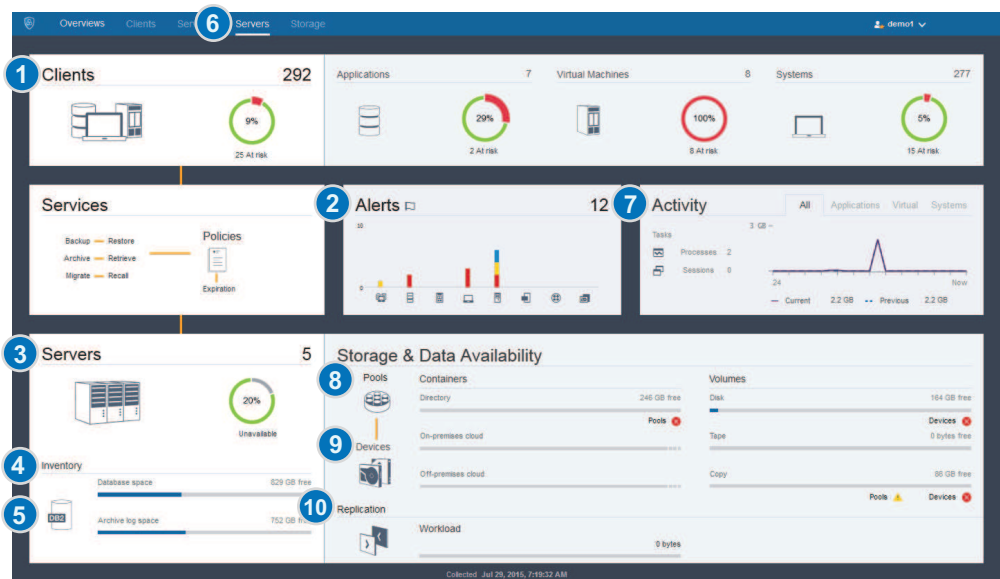 Overviews Clients Ser 6 Servers Storage demo1
1 Clients 292 Applications 7 Virtual Machines 8 Systems 277
9% 29% 100% 5%
25 At risk 2 At risk 8 At risk 15 At risk
Services
Policies
Backup Restore
Archive Retrieve
Migrate Recall
Expiration
2 Alerts 12
10
0
7 Activity All Applications Virtual Systems
3 GB
Tasks
Processes 2
Sessions 0
24 Now
Current 2.2 GB Previous 2.2 GB
3 Servers 5
20%
Unavailable
4 Inventory
Database space 829 GB free
5 DB2
Archive log space 752 GB free
Storage & Data Availability
8 Pools Containers Volumes
Directory 246 GB free Disk 164 GB free
Pools Devices
9 Devices On-premises cloud Tape 0 bytes free
Off-premises cloud Copy 86 GB free
Pools Devices
10 Replication
Workload
0 bytes
Collected Jul 29, 2015, 7:19:32 AM